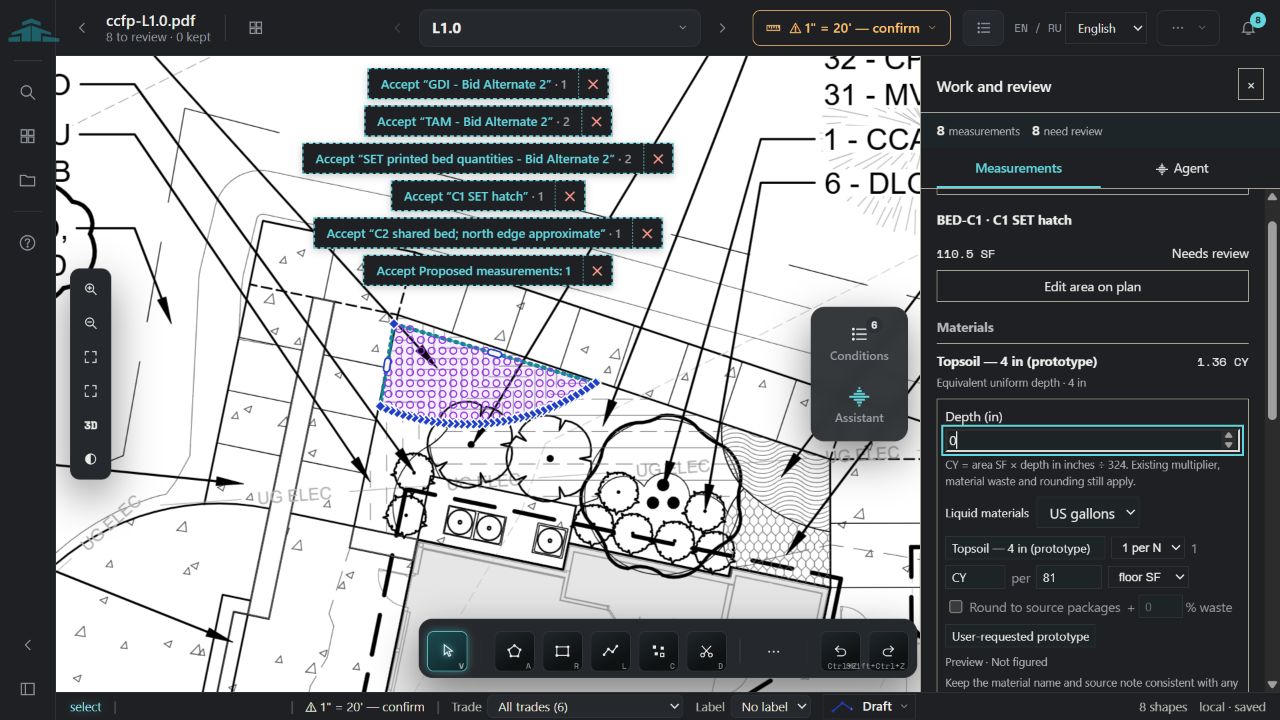 ccfp-L1.0.pdf
8 to review · 0 kept
L1.0
⚠ 1" = 20' — confirm
EN / RU
English
···
8
Accept “GDI - Bid Alternate 2” · 1
Accept “TAM - Bid Alternate 2” · 2
Accept “SET printed bed quantities - Bid Alternate 2” · 2
Accept “C1 SET hatch” · 1
Accept “C2 shared bed; north edge approximate” · 1
Accept Proposed measurements: 1
O
U
B
32 - CF
31 - MV
1 - CCA
6 - DLC
UG ELEC
UG ELEC
UG ELEC
UG ELEC
UG ELEC
3D
6
Conditions
Assistant
V
A
R
L
C
D
···
Work and review
×
8 measurements 8 need review
Measurements
Agent
BED-C1 · C1 SET hatch
110.5 SF
Needs review
Edit area on plan
Materials
Topsoil — 4 in (prototype)
1.36 CY
Equivalent uniform depth · 4 in
Depth (in)
0
CY = area SF × depth in inches ÷ 324. Existing multiplier,
material waste and rounding still apply.
Liquid materials
US gallons
Topsoil — 4 in (prototype)
1 per N
1
CY
per
81
floor SF
Round to source packages + 0 % waste
User-requested prototype
Preview · Not figured
Keep the material name and source note consistent with any
select
⚠ 1" = 20' — confirm
Trade
All trades (6)
Label
No label
Draft
8 shapes
local · saved